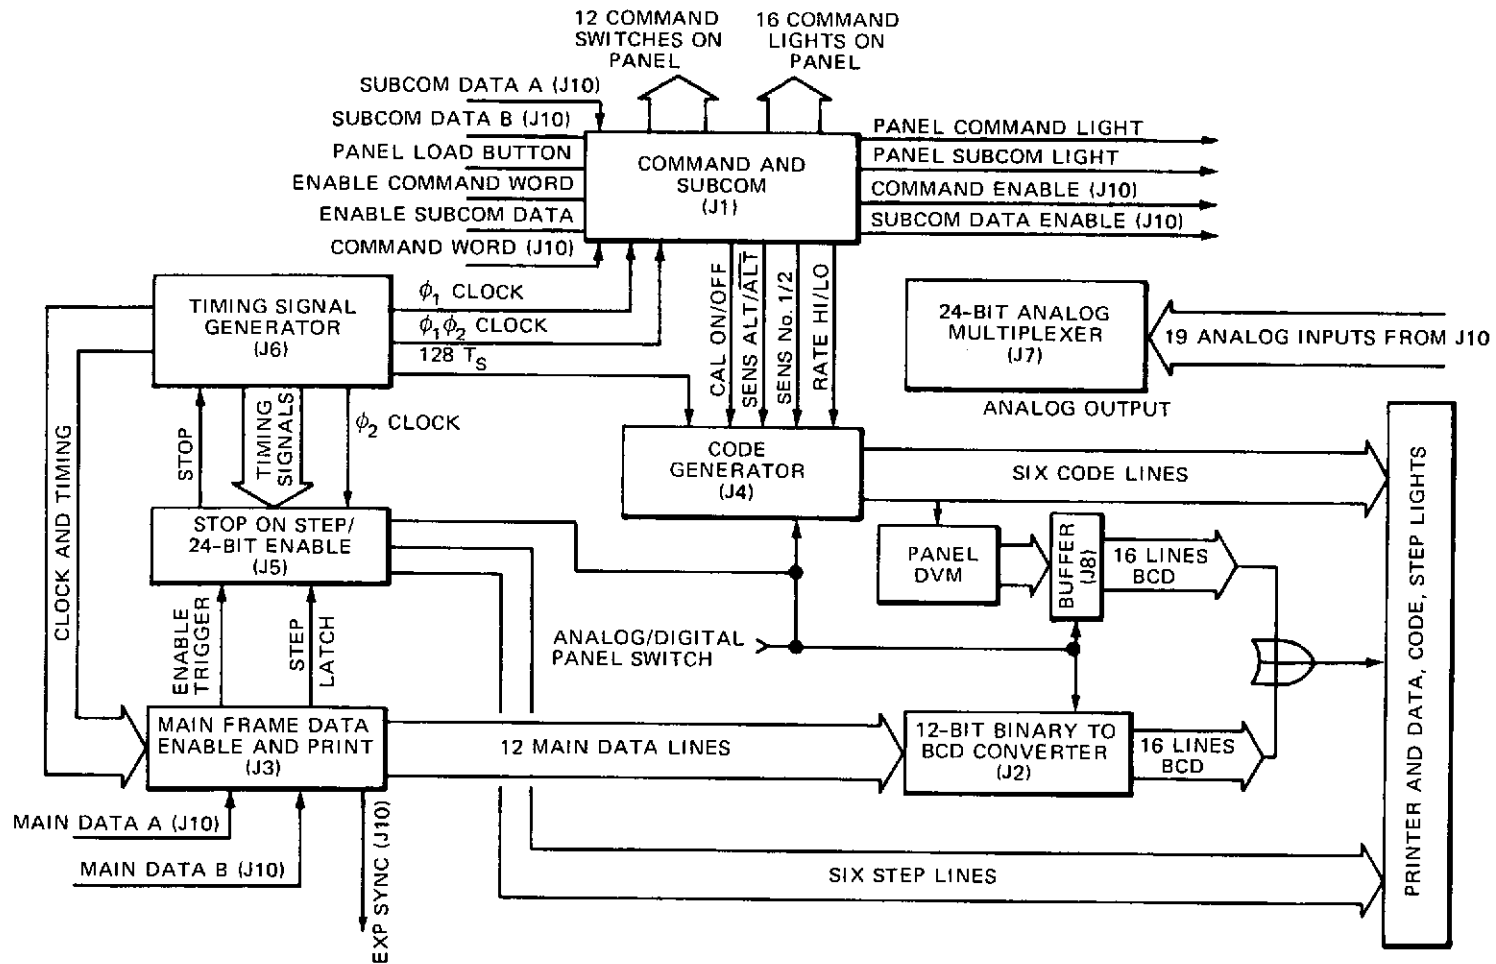 12 COMMAND
SWITCHES ON
PANEL
16 COMMAND
LIGHTS ON
PANEL
SUBCOM DATA A (J10)
SUBCOM DATA B (J10)
PANEL LOAD BUTTON
ENABLE COMMAND WORD
ENABLE SUBCOM DATA
COMMAND WORD (J10)
COMMAND AND
SUBCOM
(J1)
PANEL COMMAND LIGHT
PANEL SUBCOM LIGHT
COMMAND ENABLE (J10)
SUBCOM DATA ENABLE (J10)
TIMING SIGNAL
GENERATOR
(J6)
ϕ₁ CLOCK
ϕ₁ϕ₂ CLOCK
128 Tₛ
CAL ON/OFF
SENS ALT/A̅L̅T̅
SENS No. 1/2
RATE HI/LO
24-BIT ANALOG
MULTIPLEXER
(J7)
19 ANALOG INPUTS FROM J10
ANALOG OUTPUT
STOP
TIMING
SIGNALS
ϕ₂ CLOCK
CLOCK AND TIMING
CODE
GENERATOR
(J4)
SIX CODE LINES
STOP ON STEP/
24-BIT ENABLE
(J5)
PANEL
DVM
BUFFER
(J8)
16 LINES
BCD
ENABLE
TRIGGER
STEP
LATCH
ANALOG/DIGITAL
PANEL SWITCH
MAIN FRAME DATA
ENABLE AND PRINT
(J3)
12 MAIN DATA LINES
12-BIT BINARY TO
BCD CONVERTER
(J2)
16 LINES
BCD
MAIN DATA A (J10)
MAIN DATA B (J10)
EXP SYNC (J10)
SIX STEP LINES
PRINTER AND DATA, CODE, STEP LIGHTS